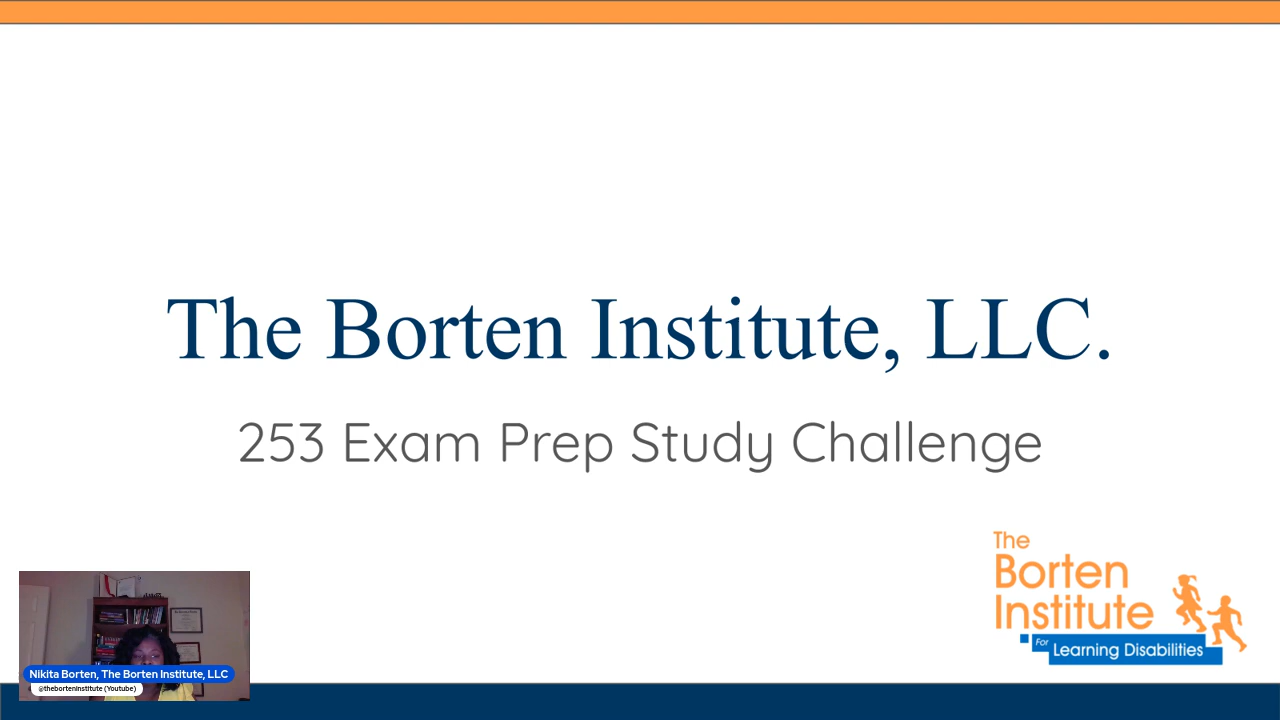 The Borten Institute, LLC.
253 Exam Prep Study Challenge
The
Borten
Institute
For Learning Disabilities
Nikita Borten, The Borten Institute, LLC
@theborteninstitute (Youtube)